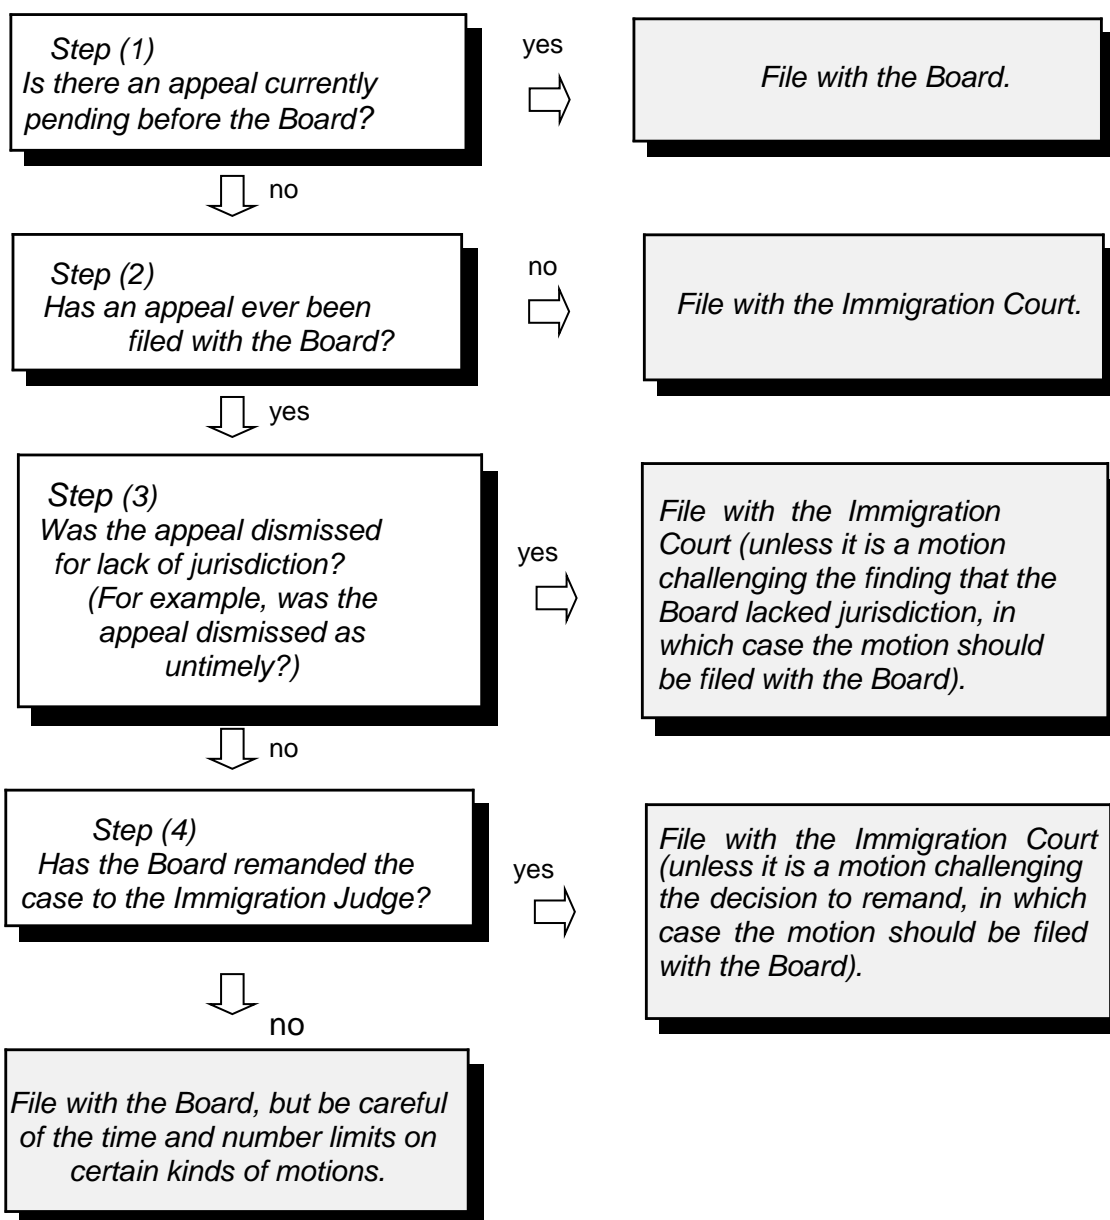 Step (1)
Is there an appeal currently
pending before the Board?
yes
File with the Board.
no
Step (2)
Has an appeal ever been
filed with the Board?
no
File with the Immigration Court.
yes
Step (3)
Was the appeal dismissed
for lack of jurisdiction?
(For example, was the
appeal dismissed as
untimely?)
yes
File with the Immigration
Court (unless it is a motion
challenging the finding that the
Board lacked jurisdiction, in
which case the motion should
be filed with the Board).
no
Step (4)
Has the Board remanded the
case to the Immigration Judge?
yes
File with the Immigration Court
(unless it is a motion challenging
the decision to remand, in which
case the motion should be filed
with the Board).
no
File with the Board, but be careful
of the time and number limits on
certain kinds of motions.